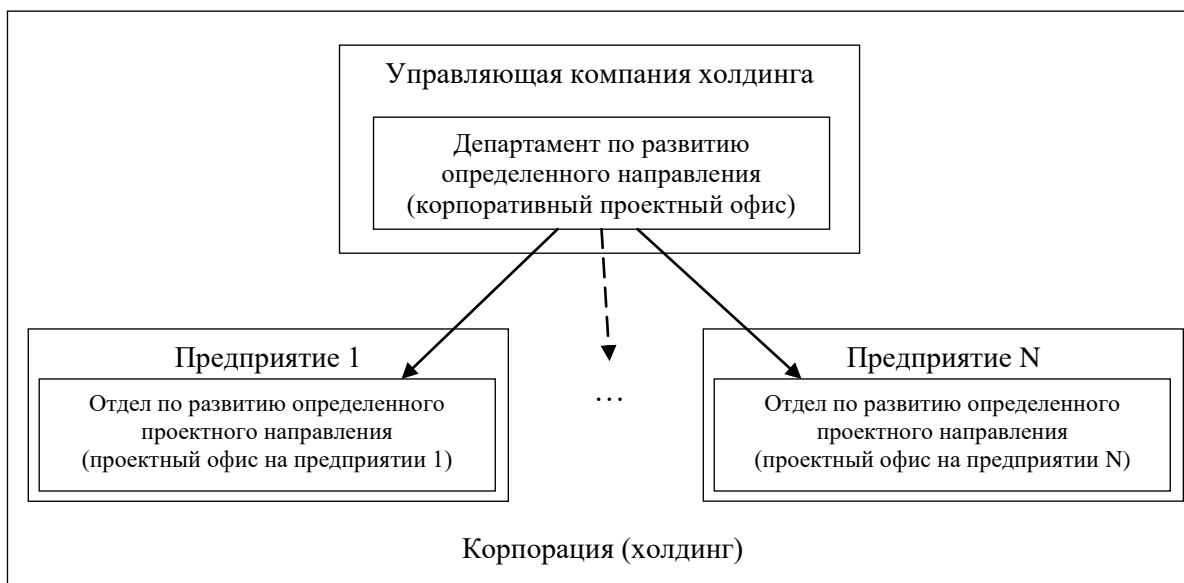 Управляющая компания холдинга
Департамент по развитию
определенного направления
(корпоративный проектный офис)
Предприятие 1
Отдел по развитию определенного
проектного направления
(проектный офис на предприятии 1)
…
Предприятие N
Отдел по развитию определенного
проектного направления
(проектный офис на предприятии N)
Корпорация (холдинг)